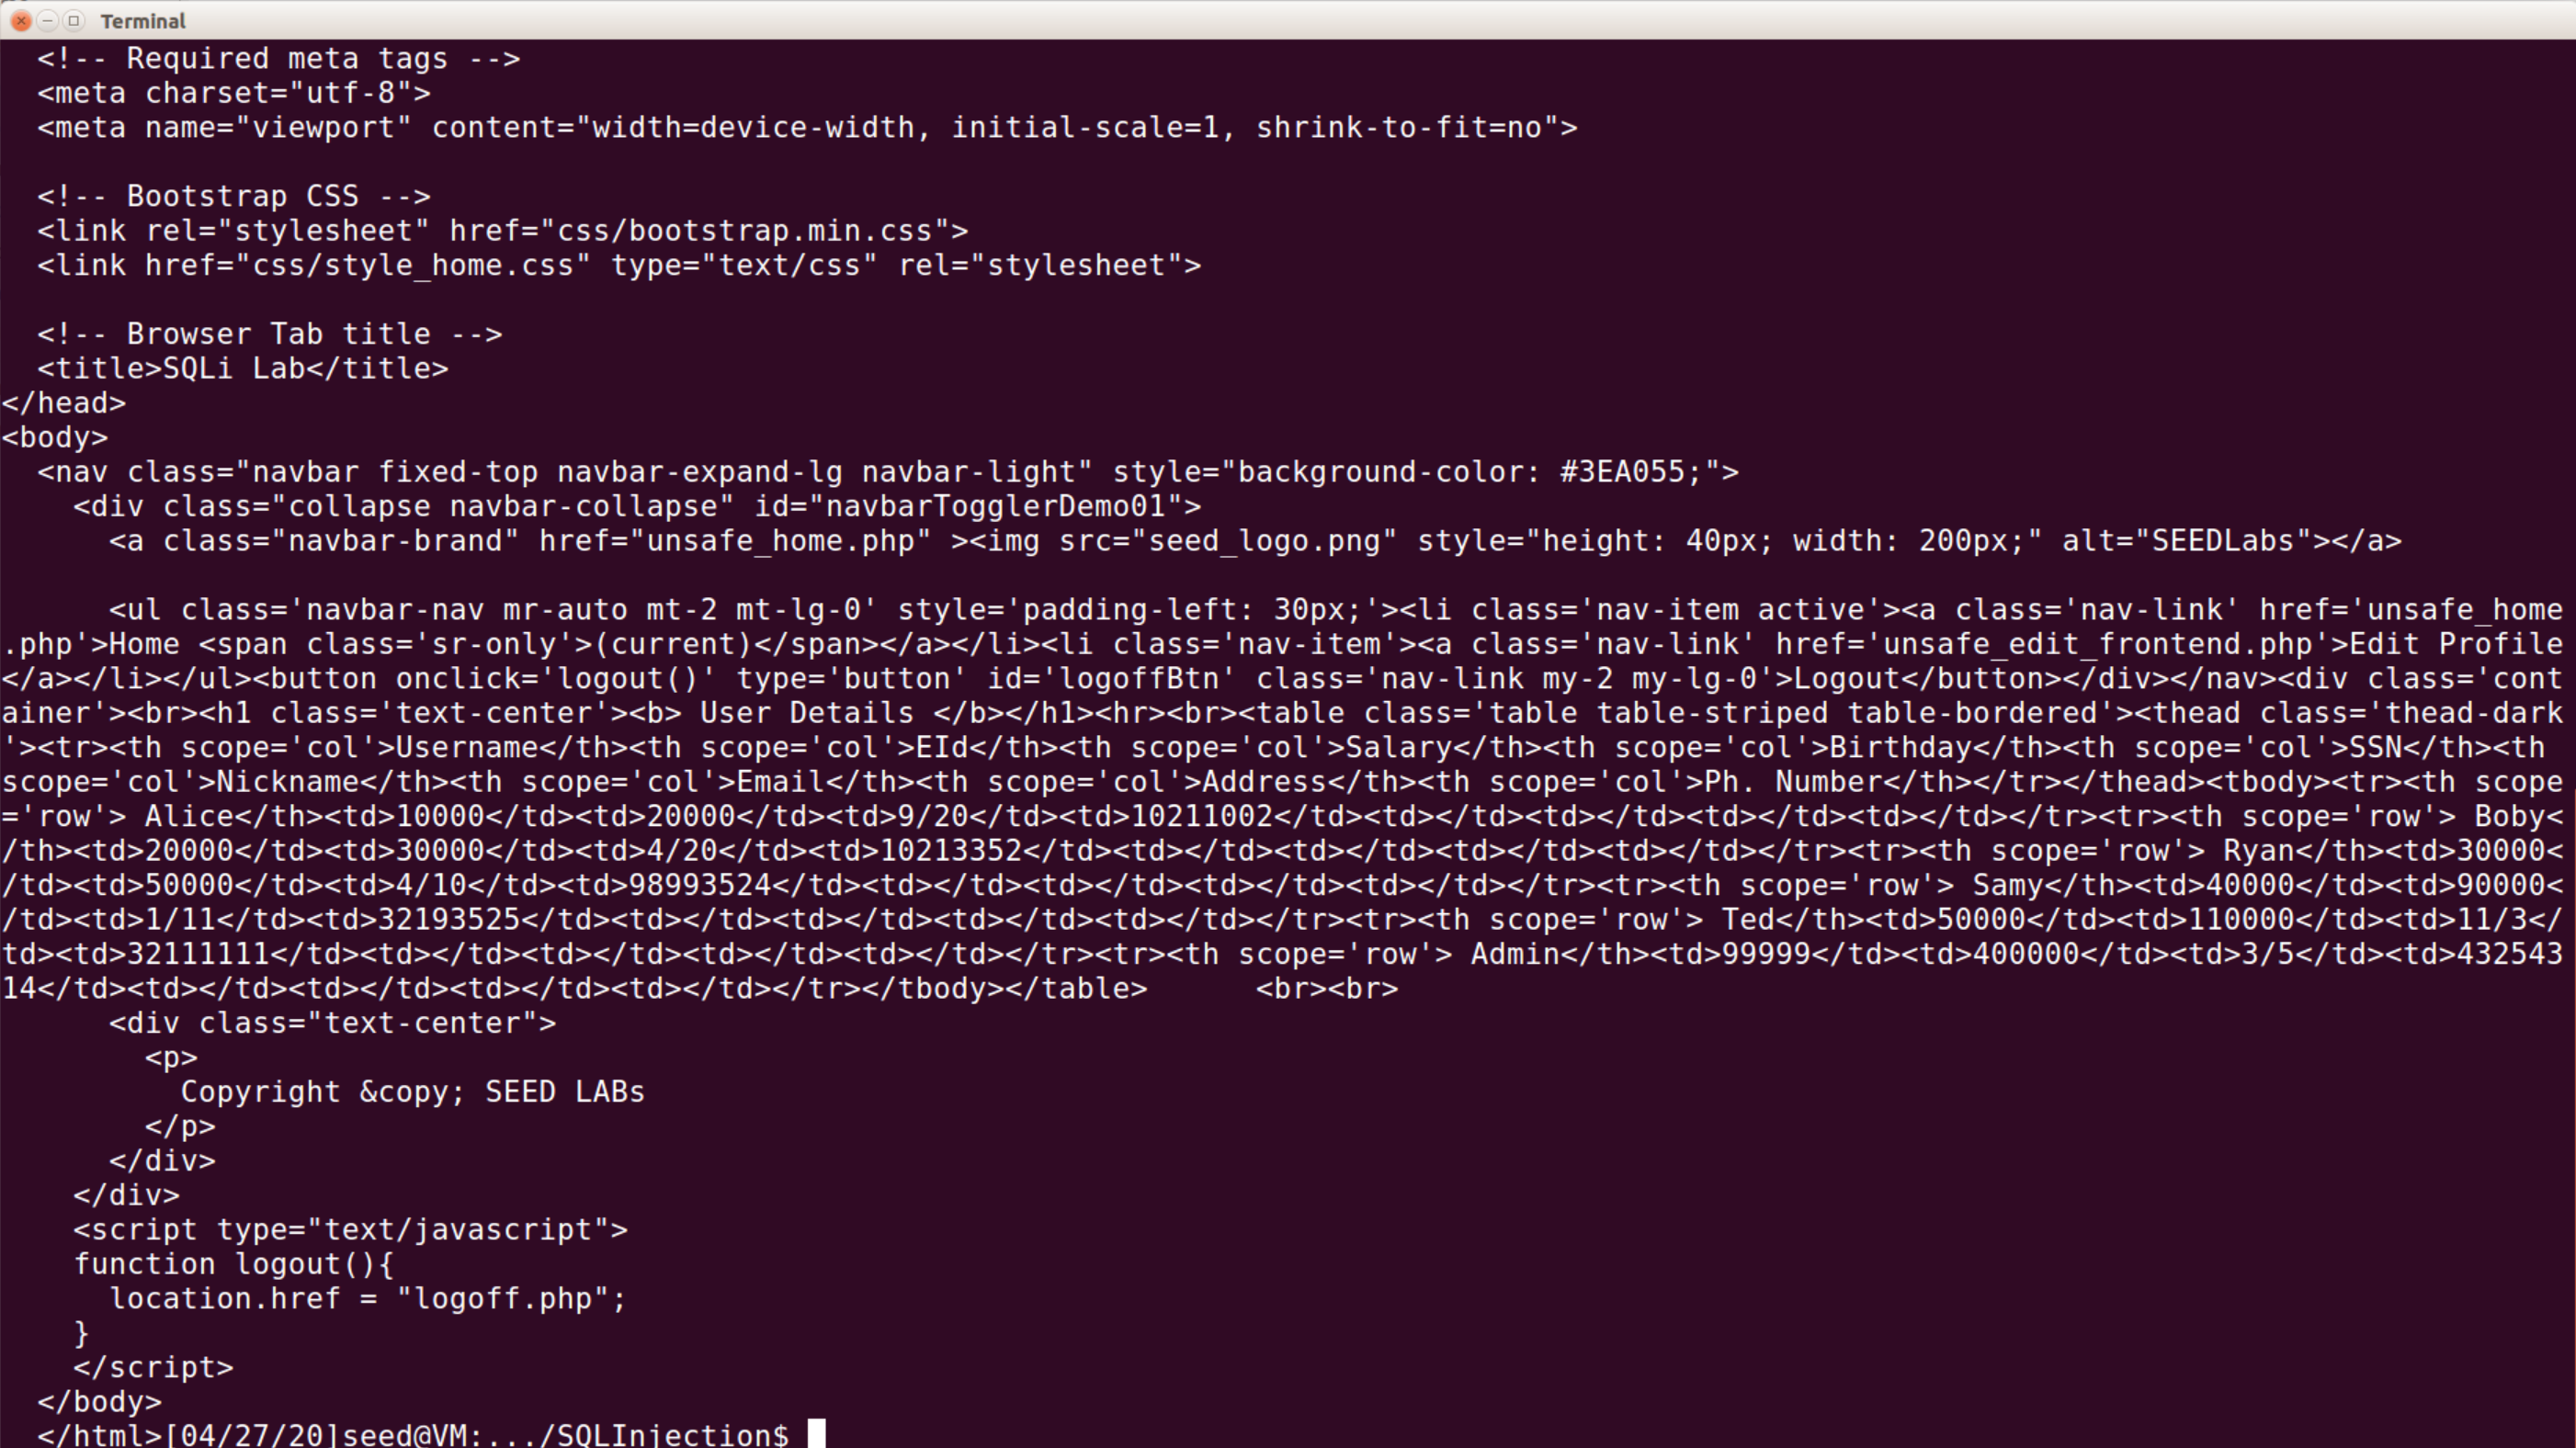 Terminal
<!-- Required meta tags -->
<meta charset="utf-8">
<meta name="viewport" content="width=device-width, initial-scale=1, shrink-to-fit=no">
<!-- Bootstrap CSS -->
<link rel="stylesheet" href="css/bootstrap.min.css">
<link href="css/style_home.css" type="text/css" rel="stylesheet">
<!-- Browser Tab title -->
<title>SQLi Lab</title>
</head>
<body>
<nav class="navbar fixed-top navbar-expand-lg navbar-light" style="background-color: #3EA055;">
<div class="collapse navbar-collapse" id="navbarTogglerDemo01">
<a class="navbar-brand" href="unsafe_home.php" ><img src="seed_logo.png" style="height: 40px; width: 200px;" alt="SEEDLabs"></a>
<ul class='navbar-nav mr-auto mt-2 mt-lg-0' style='padding-left: 30px;'><li class='nav-item active'><a class='nav-link' href='unsafe_home
.php'>Home <span class='sr-only'>(current)</span></a></li><li class='nav-item'><a class='nav-link' href='unsafe_edit_frontend.php'>Edit Profile
</a></li></ul><button onclick='logout()' type='button' id='logoffBtn' class='nav-link my-2 my-lg-0'>Logout</button></div></nav><div class='cont
ainer'><br><h1 class='text-center'><b> User Details </b></h1><hr><br><table class='table table-striped table-bordered'><thead class='thead-dark
'><tr><th scope='col'>Username</th><th scope='col'>EId</th><th scope='col'>Salary</th><th scope='col'>Birthday</th><th scope='col'>SSN</th><th
scope='col'>Nickname</th><th scope='col'>Email</th><th scope='col'>Address</th><th scope='col'>Ph. Number</th></tr></thead><tbody><tr><th scope
='row'> Alice</th><td>10000</td><td>20000</td><td>9/20</td><td>10211002</td><td></td><td></td><td></td><td></td></tr><tr><th scope='row'> Boby<
/th><td>20000</td><td>30000</td><td>4/20</td><td>10213352</td><td></td><td></td><td></td><td></td></tr><tr><th scope='row'> Ryan</th><td>30000<
/td><td>50000</td><td>4/10</td><td>98993524</td><td></td><td></td><td></td><td></td></tr><tr><th scope='row'> Samy</th><td>40000</td><td>90000<
/td><td>1/11</td><td>32193525</td><td></td><td></td><td></td><td></td></tr><tr><th scope='row'> Ted</th><td>50000</td><td>110000</td><td>11/3</
td><td>32111111</td><td></td><td></td><td></td><td></td></tr><tr><th scope='row'> Admin</th><td>99999</td><td>400000</td><td>3/5</td><td>432543
14</td><td></td><td></td><td></td><td></td></tr></tbody></table>      <br><br>
<div class="text-center">
<p>
Copyright &copy; SEED LABs
</p>
</div>
</div>
<script type="text/javascript">
function logout(){
location.href = "logoff.php";
}
</script>
</body>
</html>[04/27/20]seed@VM:.../SQLInjection$